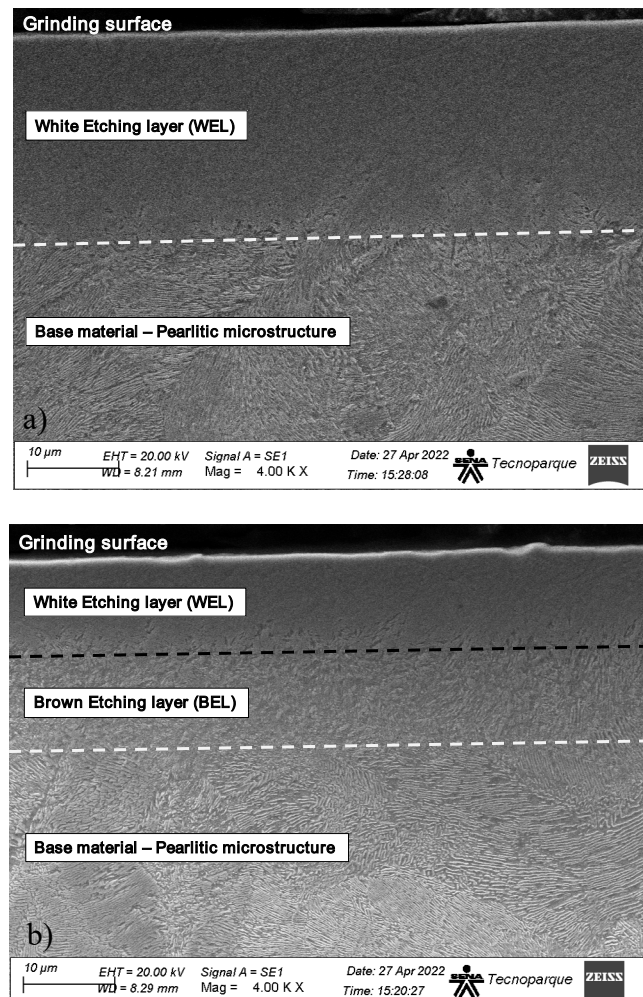 Grinding surface
White Etching layer (WEL)
Base material – Pearlitic microstructure
a)
10 µm EHT = 20.00 kV Signal A = SE1 Date: 27 Apr 2022 SENA Tecnoparque ZEISS
WD = 8.21 mm Mag = 4.00 K X Time: 15:28:08
Grinding surface
White Etching layer (WEL)
Brown Etching layer (BEL)
Base material – Pearlitic microstructure
b)
10 µm EHT = 20.00 kV Signal A = SE1 Date: 27 Apr 2022 SENA Tecnoparque ZEISS
WD = 8.29 mm Mag = 4.00 K X Time: 15:20:27